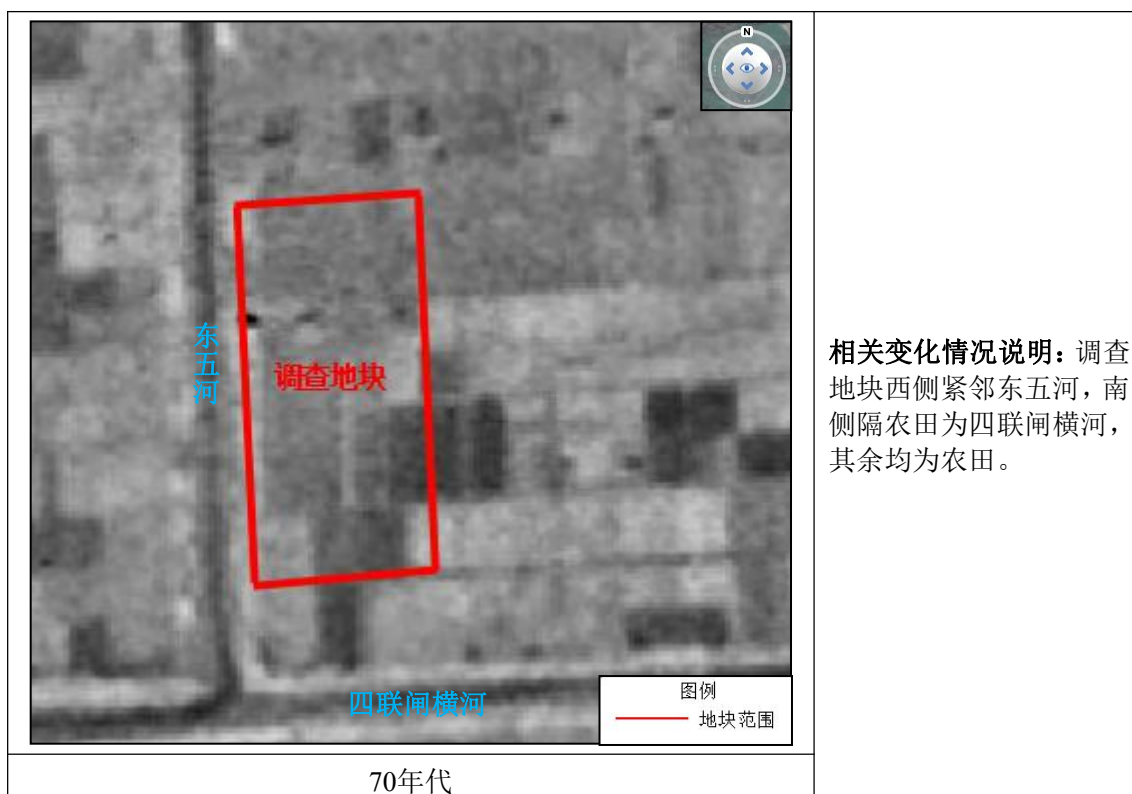 N
东五河
调查地块
四联闸横河
图例
地块范围
70年代
相关变化情况说明：调查
地块西侧紧邻东五河，南
侧隔农田为四联闸横河，
其余均为农田。